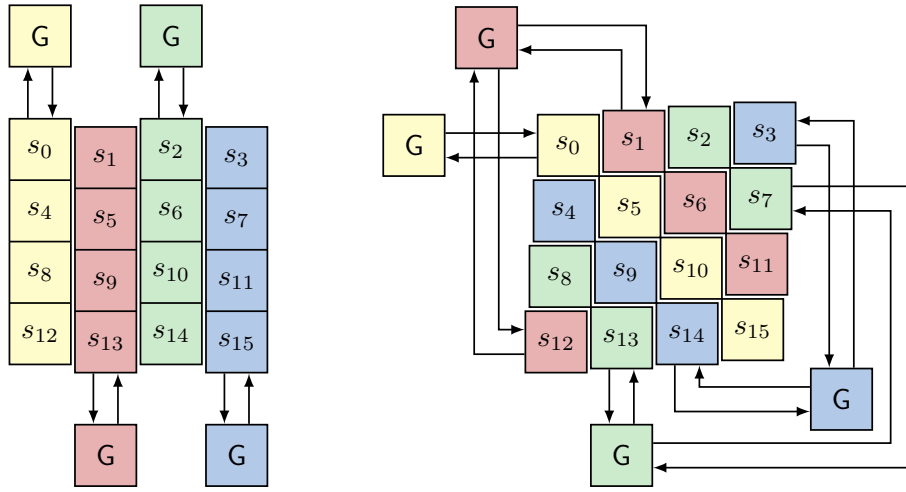 G G
s0 s1 s2 s3
s4 s5 s6 s7
s8 s9 s10 s11
s12 s13 s14 s15
G G
G
G
s0 s1 s2 s3
s4 s5 s6 s7
s8 s9 s10 s11
s12 s13 s14 s15
G
G